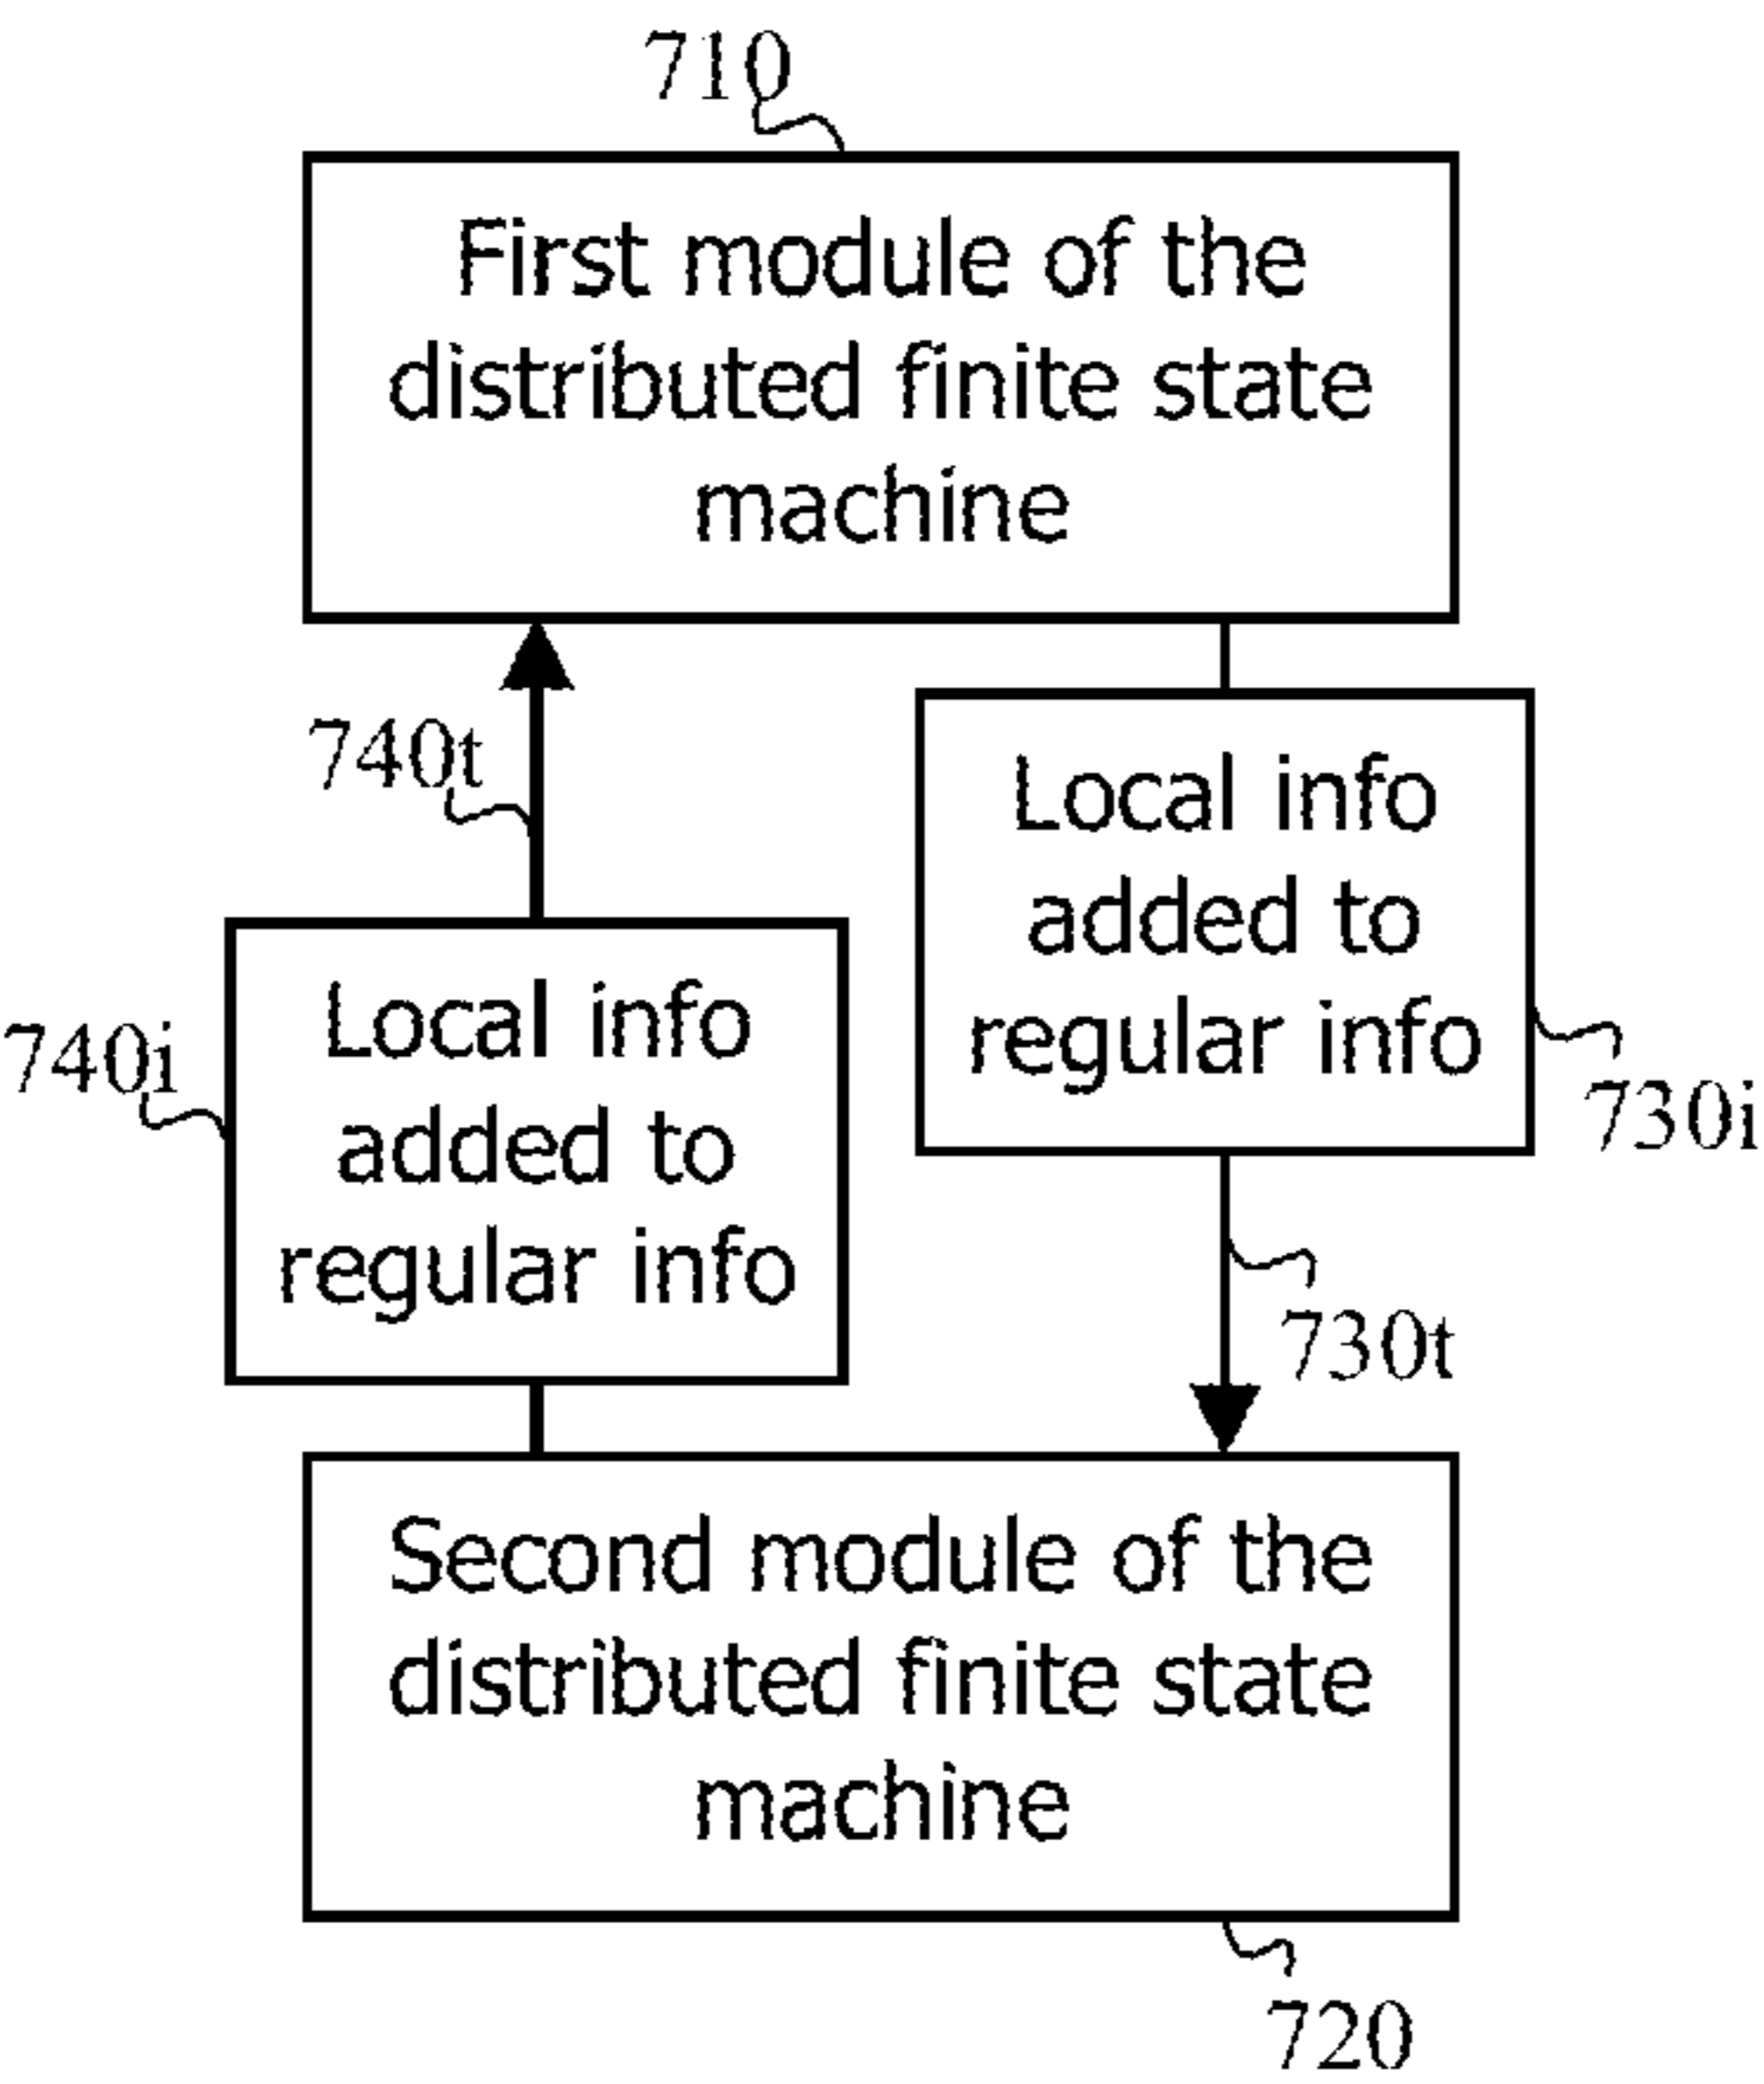 710
First module of the
distributed finite state
machine
740t
Local info
added to
regular info
730i
740i
Local info
added to
regular info
730t
Second module of the
distributed finite state
machine
720